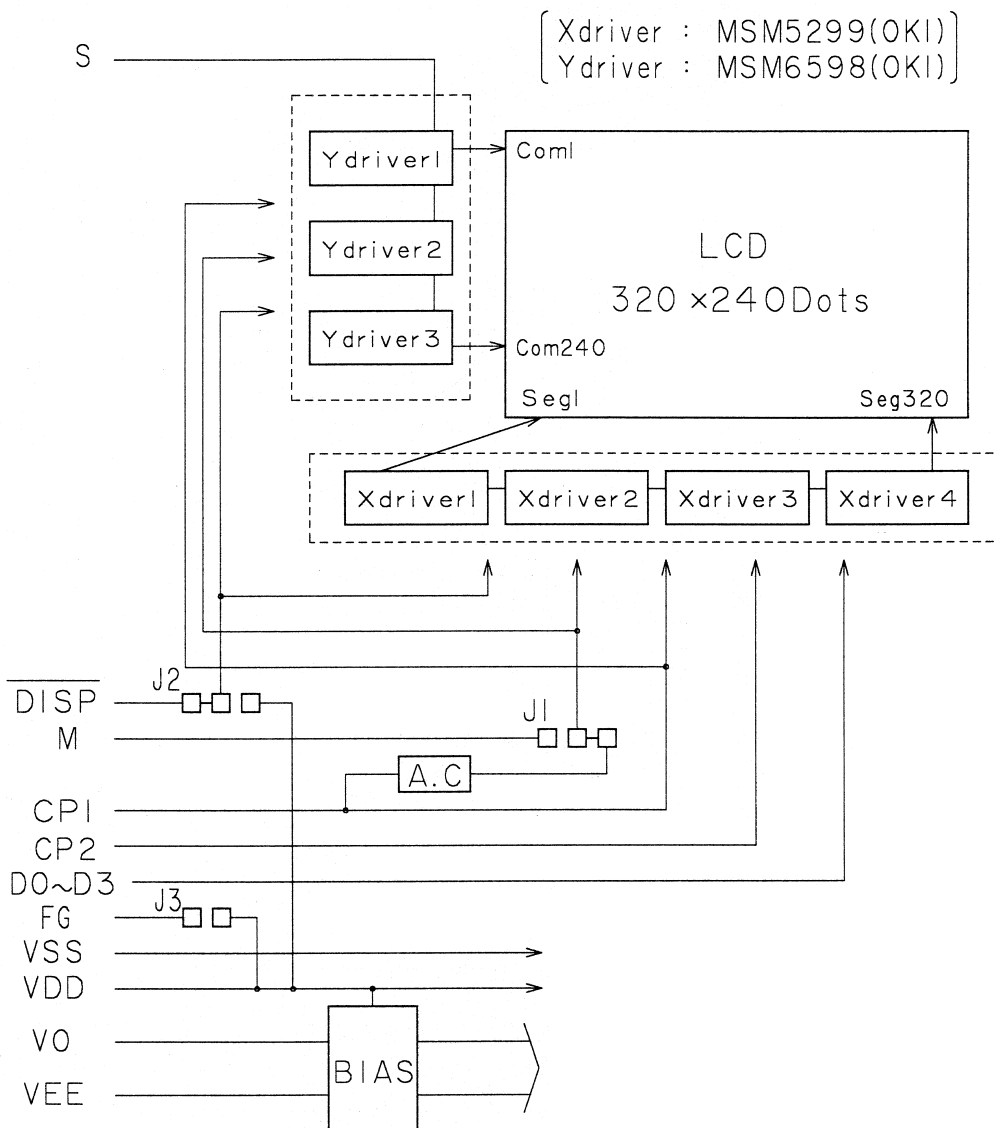 S
Xdriver : MSM5299(OKI)
Ydriver : MSM6598(OKI)
Ydriver1
Ydriver2
Ydriver3
Com1
LCD
320 ×240Dots
Com240
Seg1
Seg320
Xdriver1
Xdriver2
Xdriver3
Xdriver4
DISP
J2
M
J1
A.C
CP1
CP2
D0~D3
J3
FG
VSS
VDD
VO
BIAS
VEE